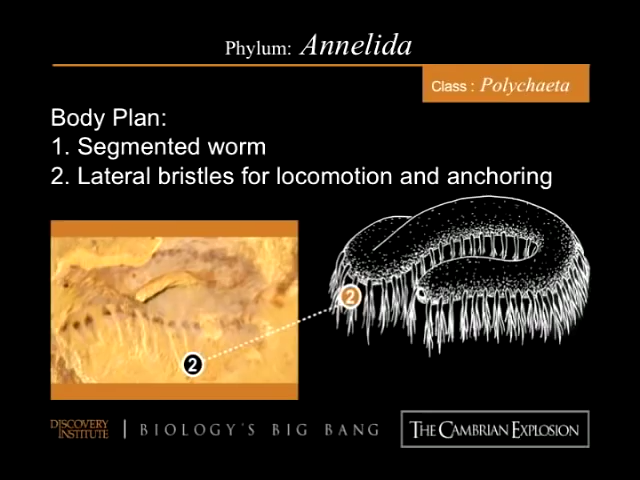 Phylum: Annelida
Class : Polychaeta
Body Plan:
1. Segmented worm
2. Lateral bristles for locomotion and anchoring
2
2
DISCOVERY
INSTITUTE
BIOLOGY'S BIG BANG
THE CAMBRIAN EXPLOSION